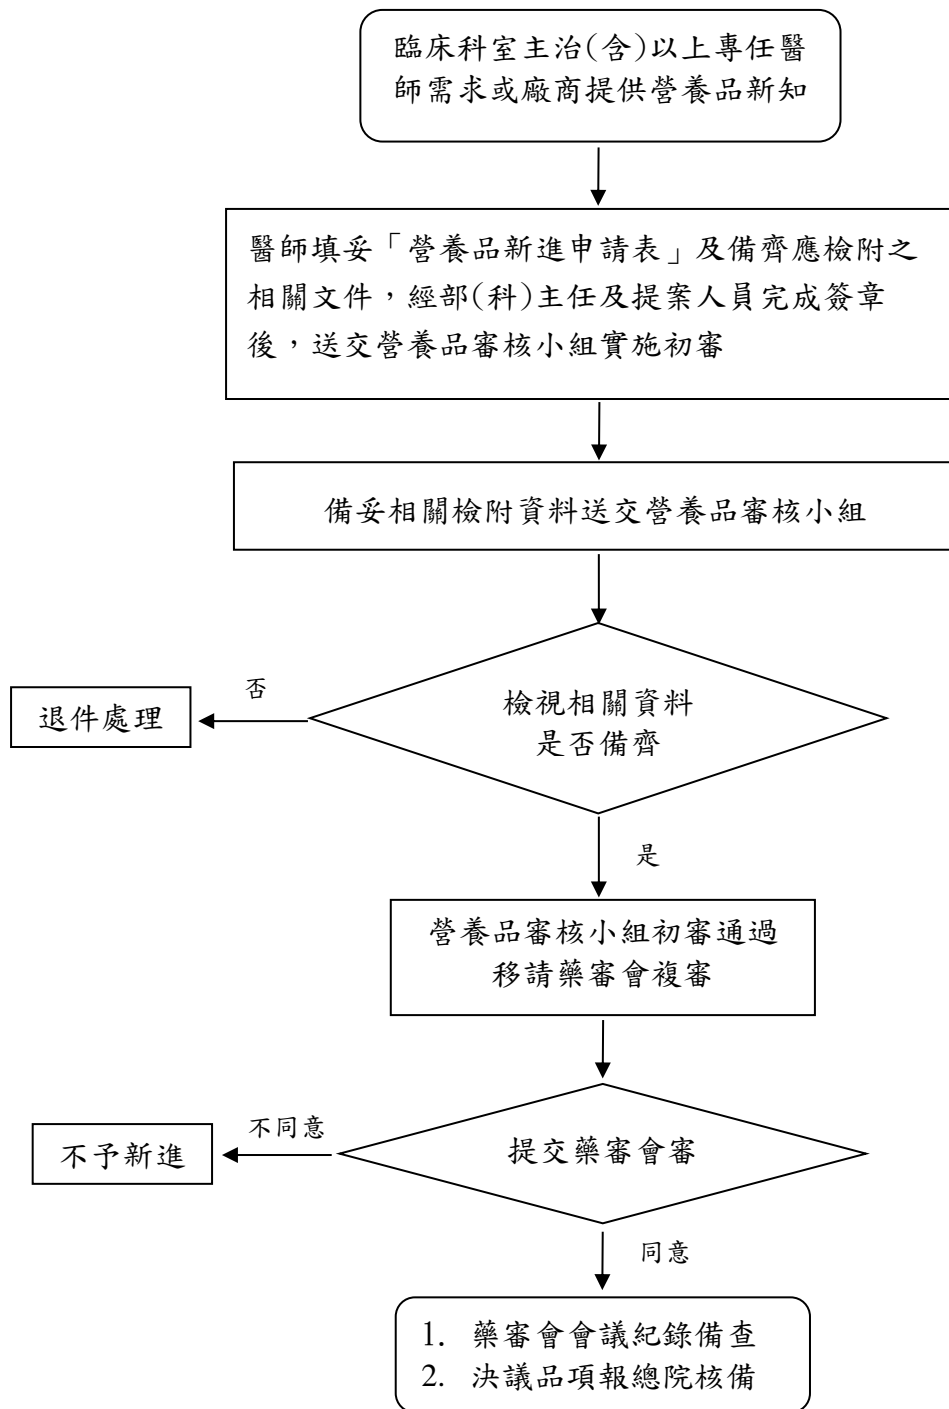 臨床科室主治(含)以上專任醫
師需求或廠商提供營養品新知
醫師填妥「營養品新進申請表」及備齊應檢附之
相關文件，經部(科)主任及提案人員完成簽章
後，送交營養品審核小組實施初審
備妥相關檢附資料送交營養品審核小組
檢視相關資料
是否備齊
否
退件處理
是
營養品審核小組初審通過
移請藥審會複審
提交藥審會審
不同意
不予新進
同意
1. 藥審會會議紀錄備查
2. 決議品項報總院核備